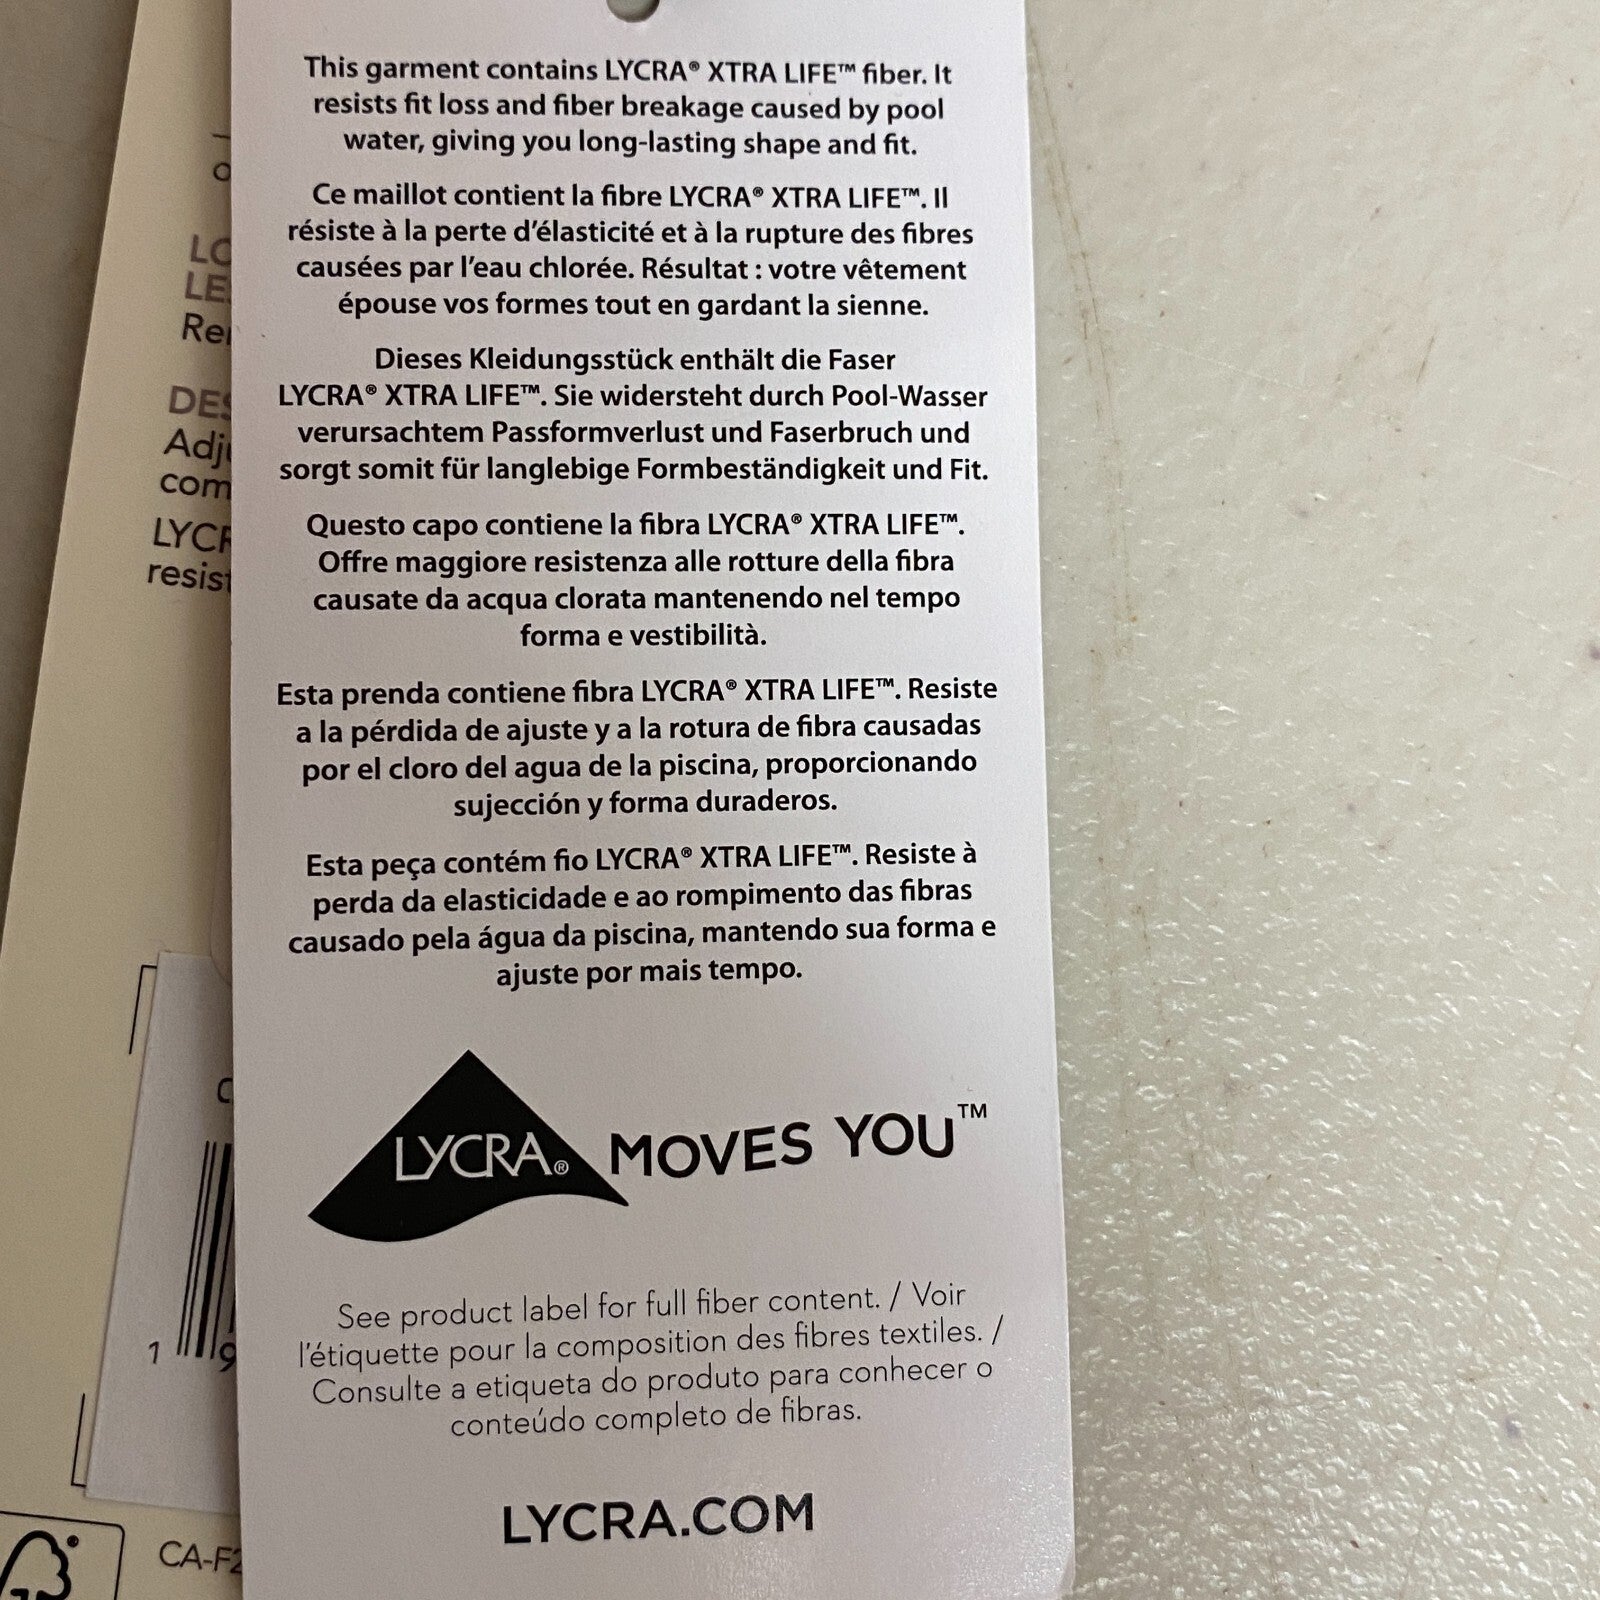 This garment contains LYCRA® XTRA LIFE™ fiber. It
resists fit loss and fiber breakage caused by pool
water, giving you long-lasting shape and fit.
Ce maillot contient la fibre LYCRA® XTRA LIFE™. Il
résiste à la perte d'élasticité et à la rupture des fibres
causées par l'eau chlorée. Résultat : votre vêtement
épouse vos formes tout en gardant la sienne.
Dieses Kleidungsstück enthält die Faser
LYCRA® XTRA LIFE™. Sie widersteht durch Pool-Wasser
verursachtem Passformverlust und Faserbruch und
sorgt somit für langlebige Formbeständigkeit und Fit.
Questo capo contiene la fibra LYCRA® XTRA LIFE™.
Offre maggiore resistenza alle rotture della fibra
causate da acqua clorata mantenendo nel tempo
forma e vestibilità.
Esta prenda contiene fibra LYCRA® XTRA LIFE™. Resiste
a la pérdida de ajuste y a la rotura de fibra causadas
por el cloro del agua de la piscina, proporcionando
sujección y forma duraderos.
Esta peça contém fio LYCRA® XTRA LIFE™. Resiste à
perda da elasticidade e ao rompimento das fibras
causado pela água da piscina, mantendo sua forma e
ajuste por mais tempo.
LYCRA® MOVES YOU™
See product label for full fiber content. / Voir
l'étiquette pour la composition des fibres textiles. /
Consulte a etiqueta do produto para conhecer o
conteúdo completo de fibras.
LYCRA.COM
LE
Adj
com
LYCR
resist
1 9
CA-F2